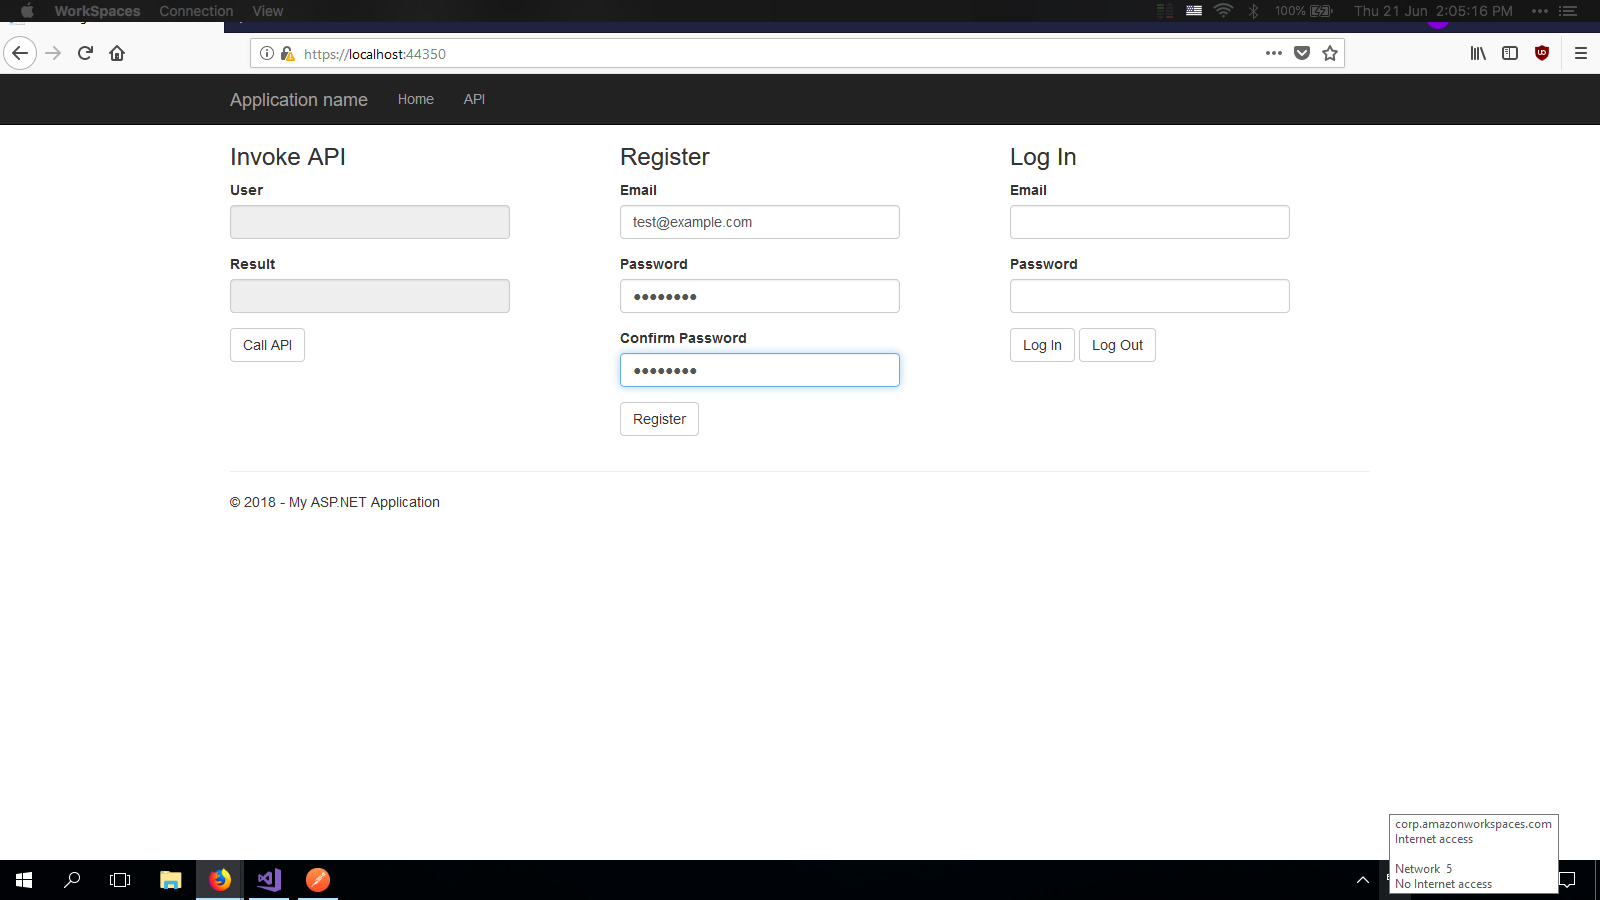 WorkSpaces Connection View
100% Thu 21 Jun 2:05:16 PM
https://localhost:44350
Application name Home API
Invoke API
User
Result
Call API
Register
Email
test@example.com
Password
●●●●●●●●
Confirm Password
●●●●●●●●
Register
Log In
Email
Password
Log In Log Out
© 2018 - My ASP.NET Application
corp.amazonworkspaces.com
Internet access
Network 5
No Internet access